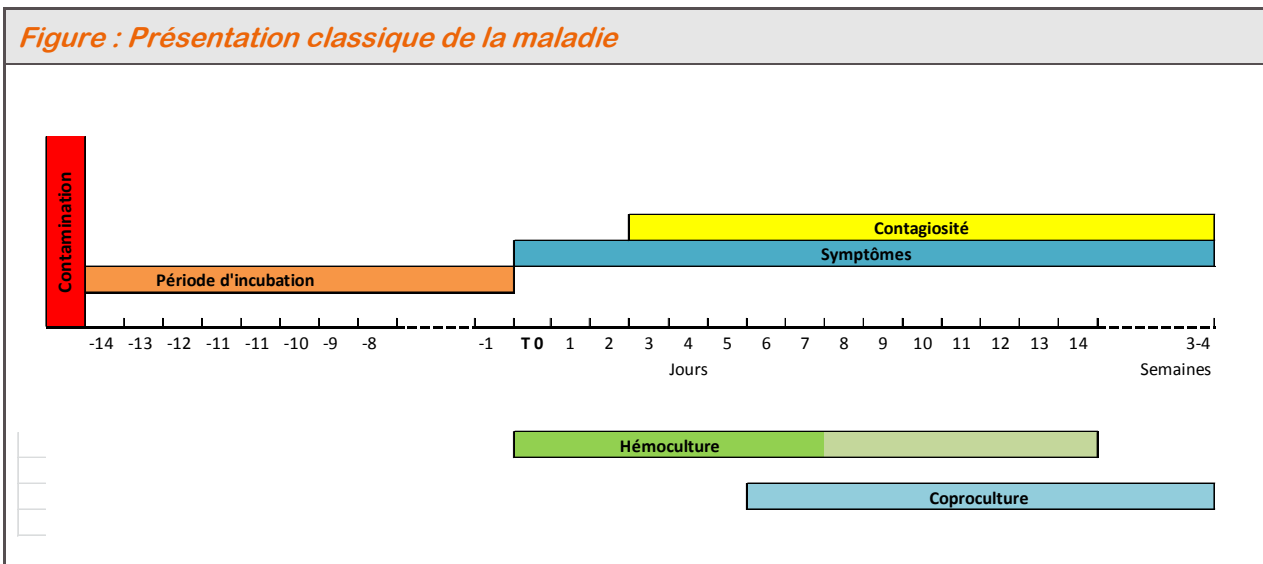 Figure : Présentation classique de la maladie
Contamination
Contagiosité
Symptômes
Période d'incubation
-14 -13 -12 -11 -11 -10 -9 -8 -1 T 0 1 2 3 4 5 6 7 8 9 10 11 12 13 14 3-4
Jours Semaines
Hémoculture
Coproculture